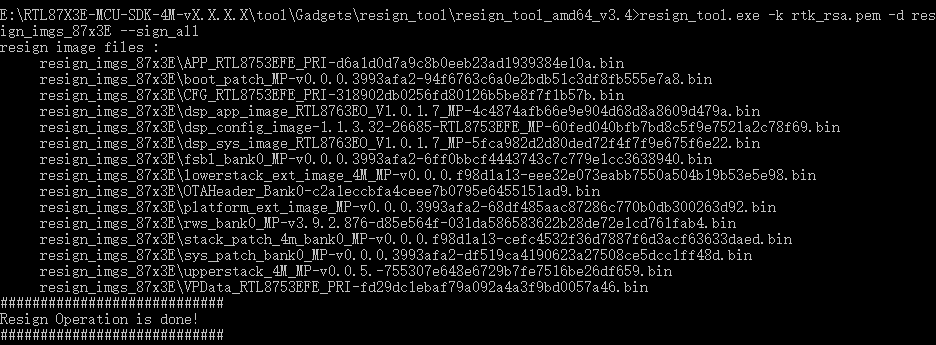 E:\RTL87X3E-MCU-SDK-4M-vX.X.X.X\tool\Gadgets\resign_tool\resign_tool_amd64_v3.4>resign_tool.exe -k rtk_rsa.pem -d res
ign_imgs_87x3E --sign_all
resign image files :
resign_imgs_87x3E\APP_RTL8753EFE_PRI-d6a1d0d7a9c8b0eeb23ad1939384e10a.bin
resign_imgs_87x3E\boot_patch_MP-v0.0.0.3993afa2-94f6763c6a0e2bdb51c3df8fb555e7a8.bin
resign_imgs_87x3E\CFG_RTL8753EFE_PRI-318902db0256fd80126b5be8f7f1b57b.bin
resign_imgs_87x3E\dsp_app_image_RTL8763EO_V1.0.1.7_MP-4c4874afb66e9e904d68d8a8609d479a.bin
resign_imgs_87x3E\dsp_config_image-1.1.3.32-26685-RTL8753EFE_MP-60fed040bfb7bd8c5f9e7521a2c78f69.bin
resign_imgs_87x3E\dsp_sys_image_RTL8763EO_V1.0.1.7_MP-5fca982d2d80ded72f4f7f9e675f6e22.bin
resign_imgs_87x3E\fsbl_bank0_MP-v0.0.0.3993afa2-6ff0bbcf4443743c7c779e1cc3638940.bin
resign_imgs_87x3E\lowerstack_ext_image_4M_MP-v0.0.0.f98d1a13-eee32e073eabb7550a504b19b53e5e98.bin
resign_imgs_87x3E\OTAHeader_Bank0-c2a1eccbfa4ceee7b0795e6455151ad9.bin
resign_imgs_87x3E\platform_ext_image_MP-v0.0.0.3993afa2-68df485aac87286c770b0db300263d92.bin
resign_imgs_87x3E\rws_bank0_MP-v3.9.2.876-d85e564f-031da586583622b28de72e1cd761fab4.bin
resign_imgs_87x3E\stack_patch_4m_bank0_MP-v0.0.0.f98d1a13-cefc4532f36d7887f6d3acf63633daed.bin
resign_imgs_87x3E\sys_patch_bank0_MP-v0.0.0.3993afa2-df519ca4190623a27508ce5dcc1ff48d.bin
resign_imgs_87x3E\upperstack_4M_MP-v0.0.5.-755307e648e6729b7fe7516be26df659.bin
resign_imgs_87x3E\VPData_RTL8753EFE_PRI-fd29dc1ebaf79a092a4a3f9bd0057a46.bin
############################
Resign Operation is done!
############################